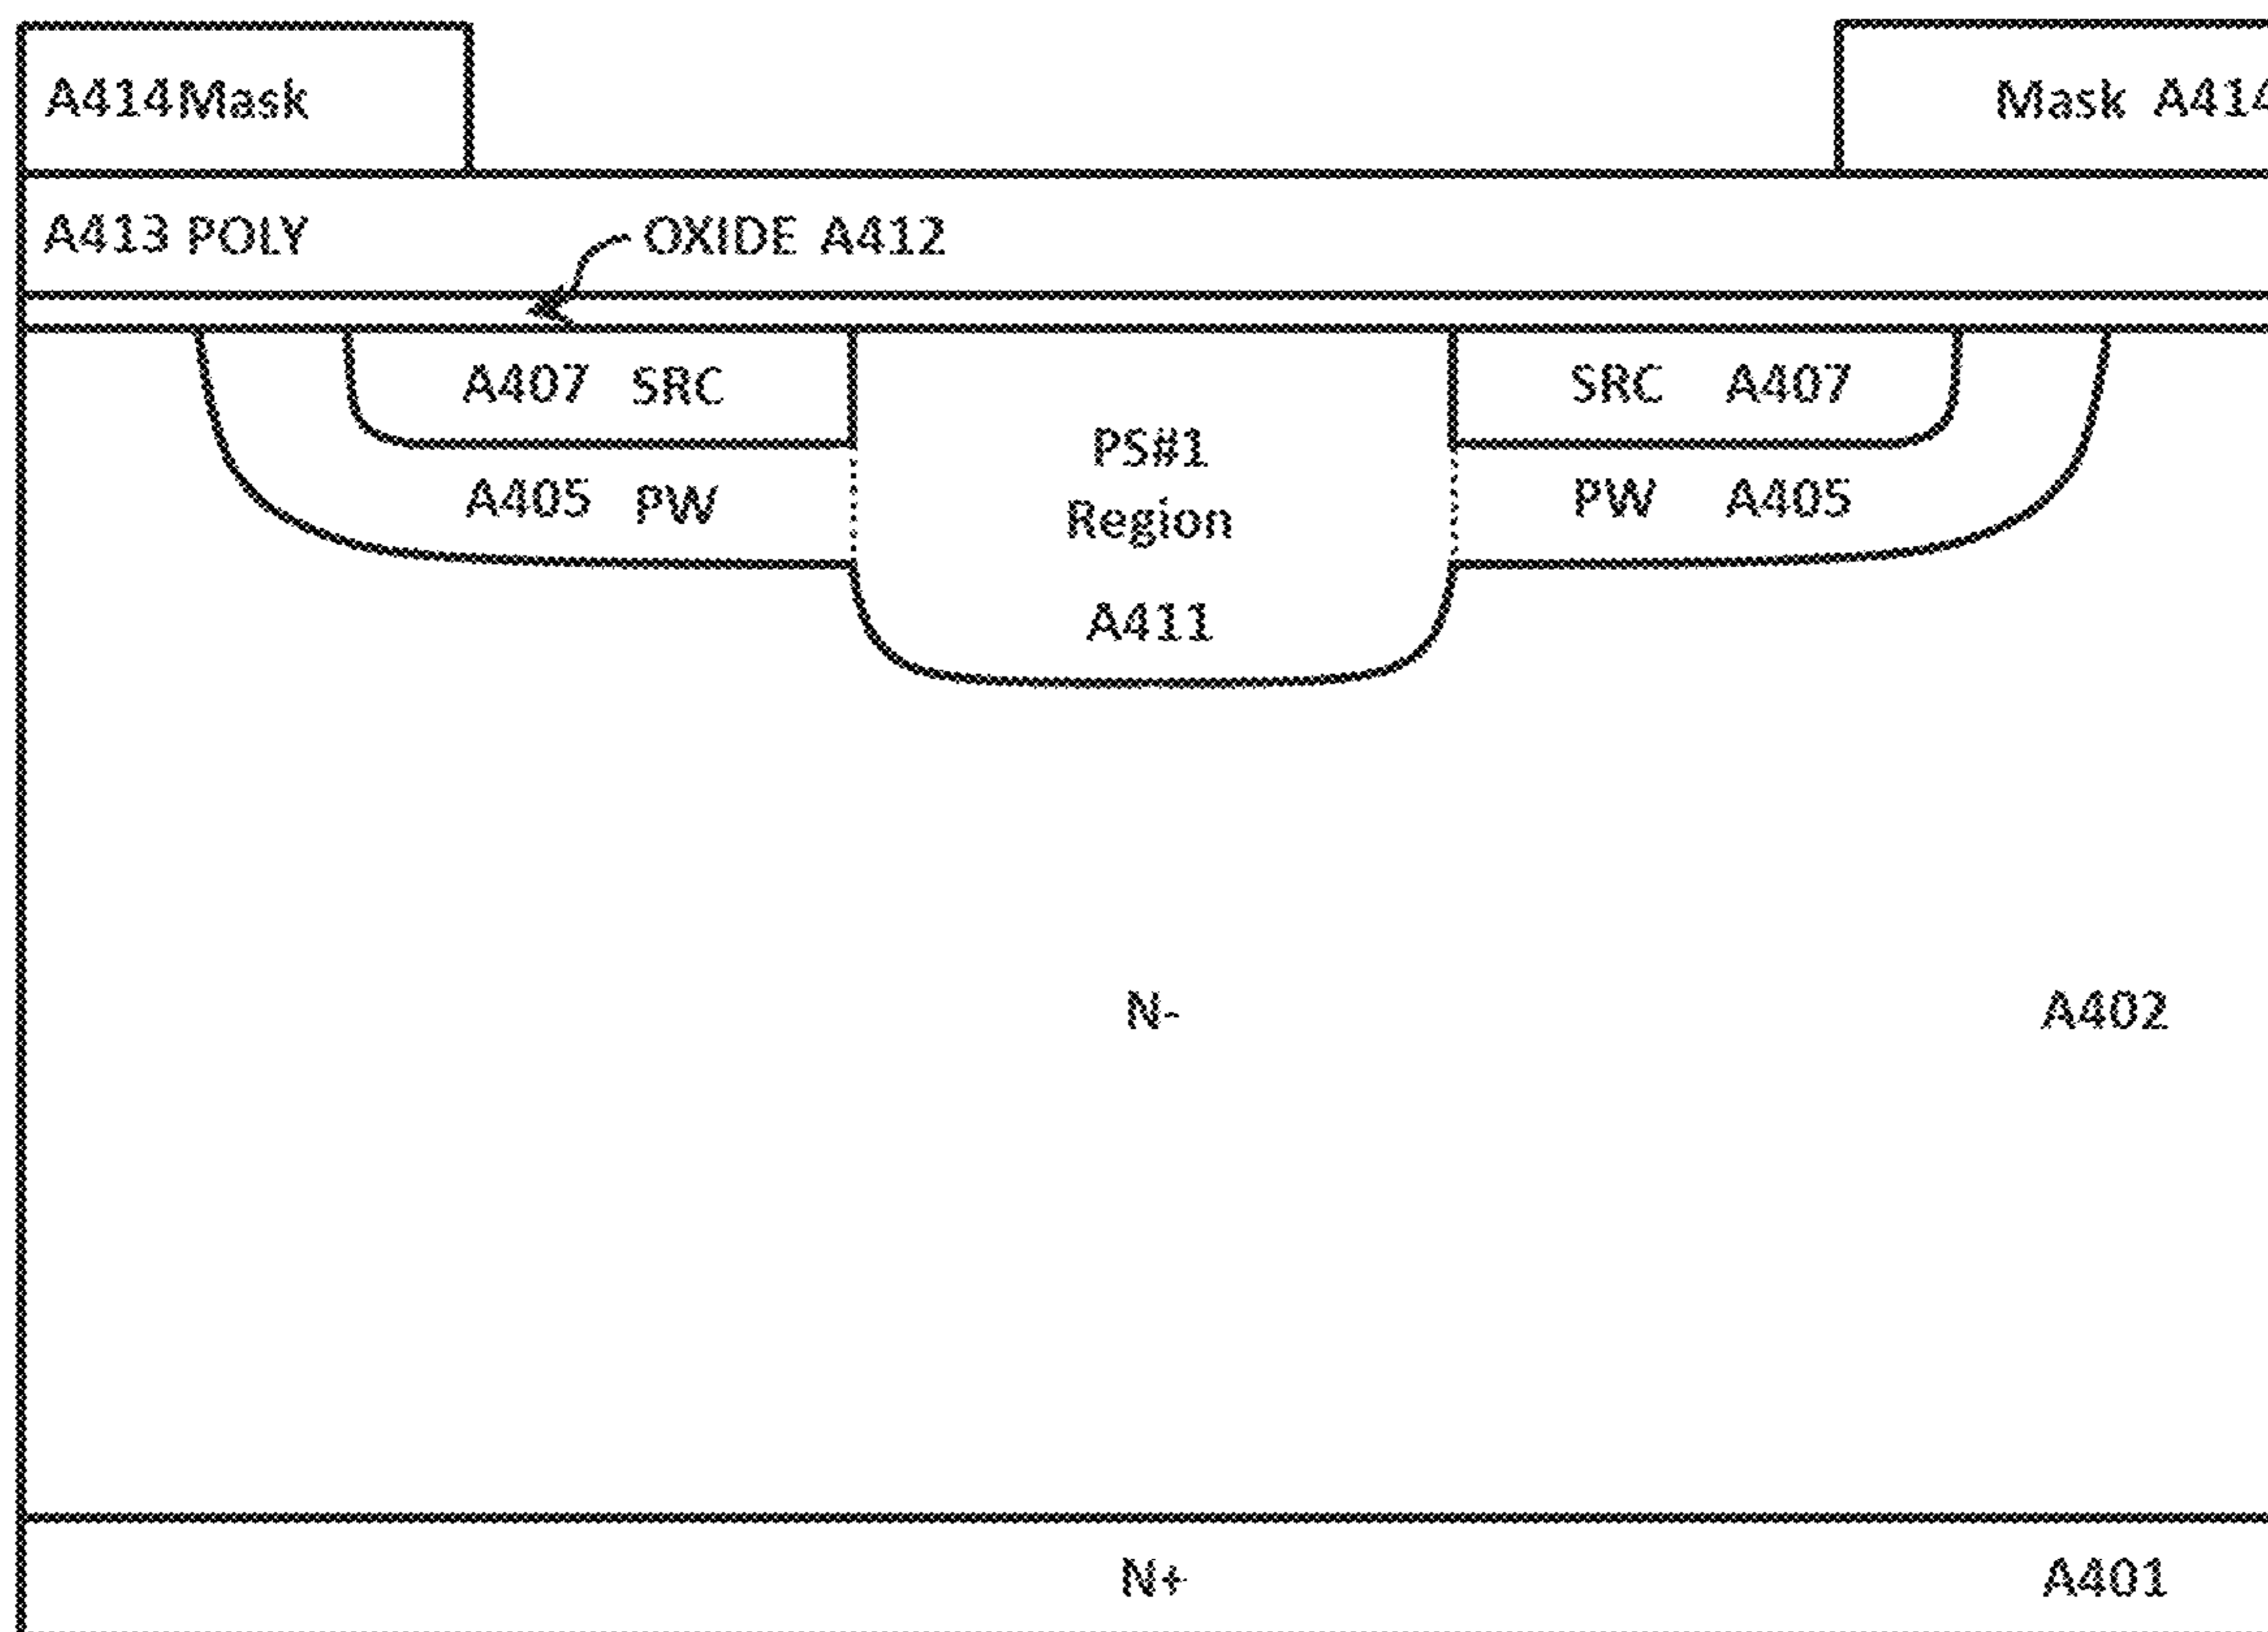 A414Mask Mask A414
A413 POLY OXIDE A412
A407 SRC SRC A407
PS#1
A405 PW PW A405
Region
A411
N- A402
N+ A401